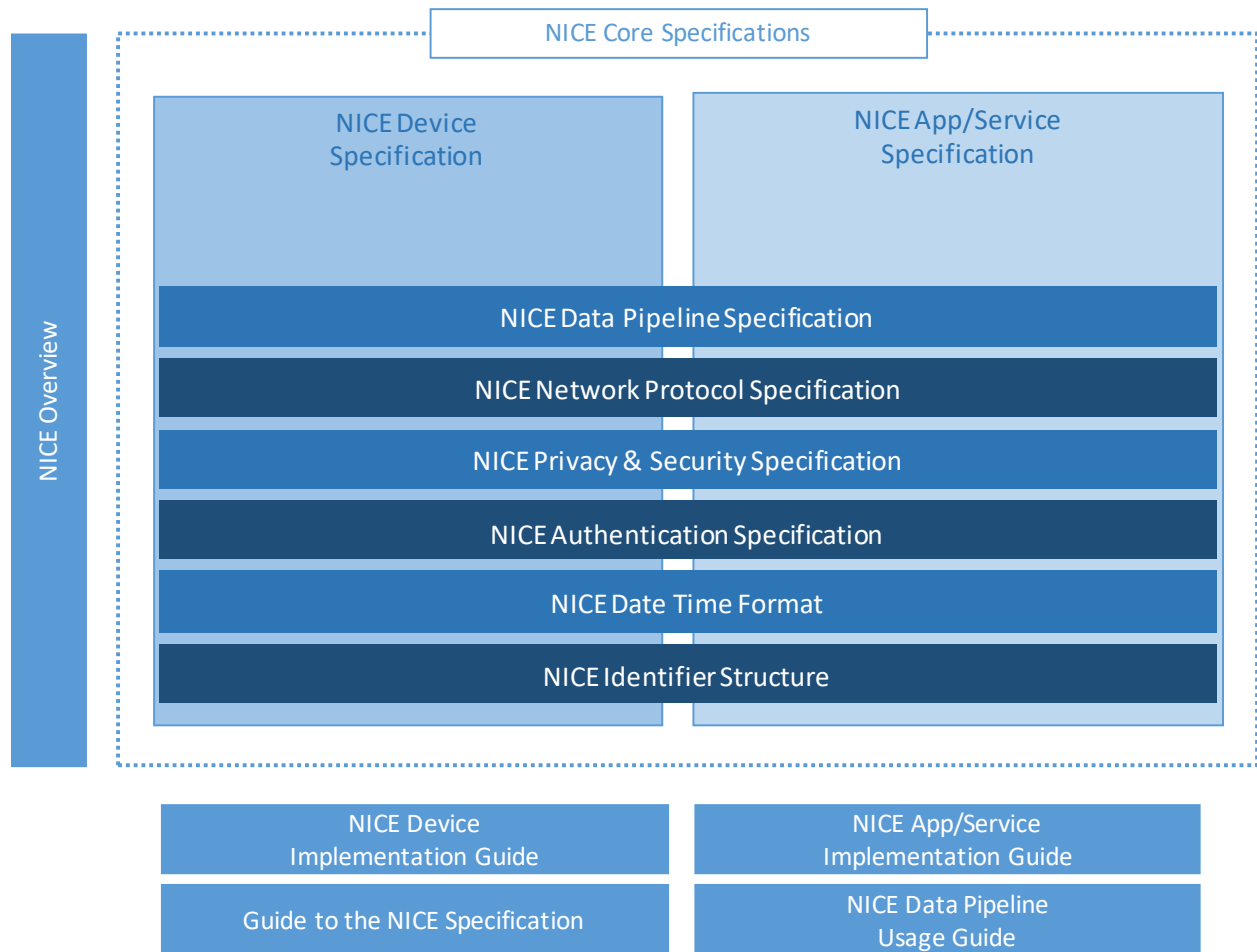 NICE Core Specifications
NICE Overview
NICE Device
Specification
NICE App/Service
Specification
NICE Data Pipeline Specification
NICE Network Protocol Specification
NICE Privacy & Security Specification
NICE Authentication Specification
NICE Date Time Format
NICE Identifier Structure
NICE Device
Implementation Guide
NICE App/Service
Implementation Guide
Guide to the NICE Specification
NICE Data Pipeline
Usage Guide